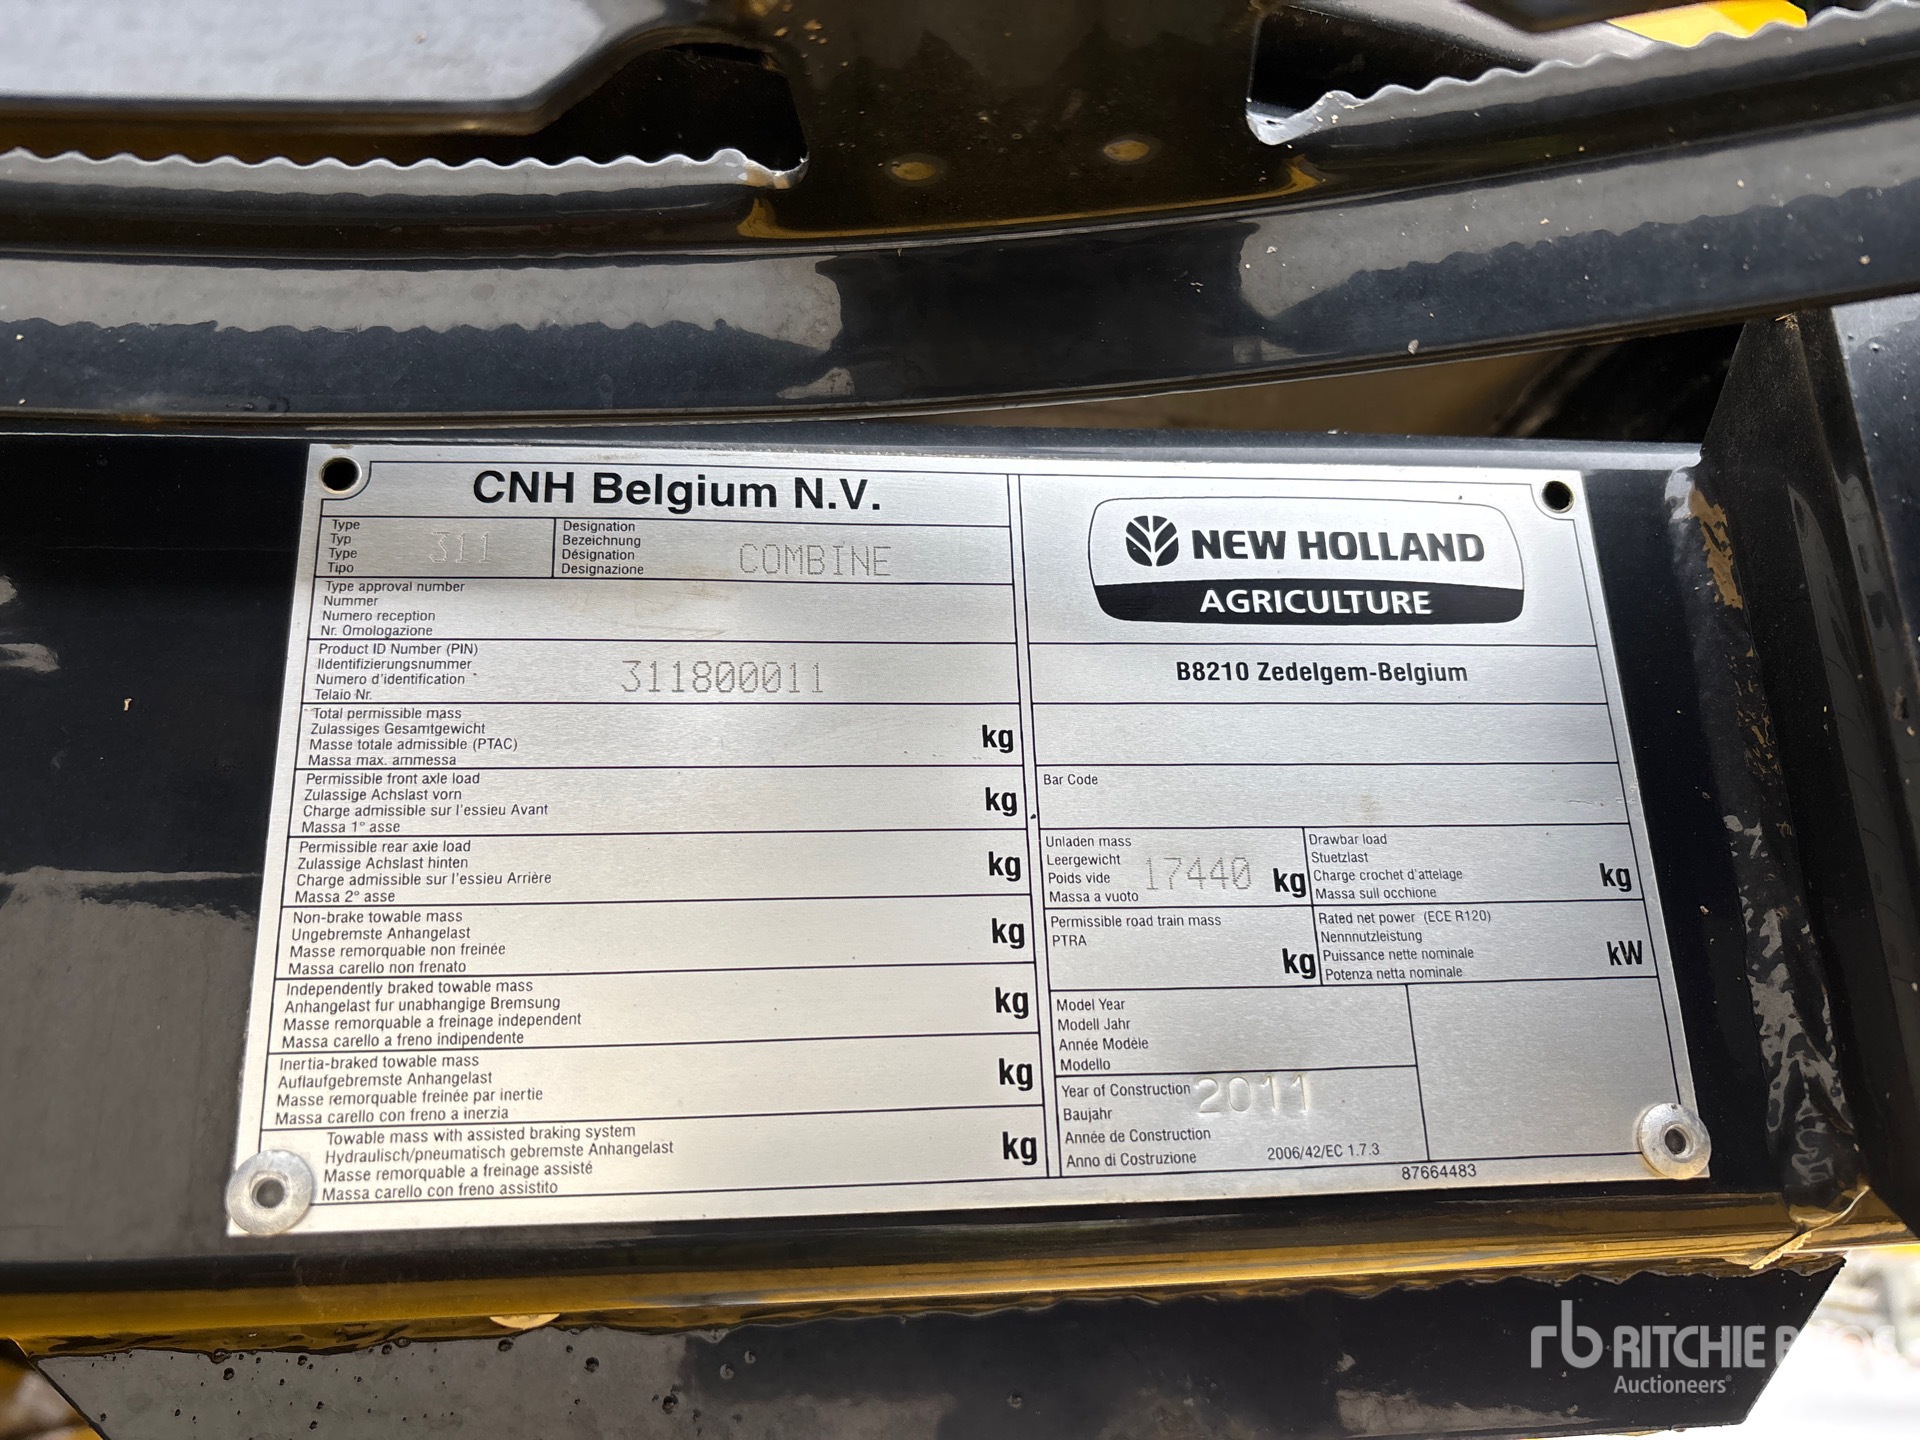 CNH Belgium N.V.
Type
Typ
Type
Tipo
311
Designation
Bezeichnung
Désignation
Designazione
COMBINE
Type approval number
Nummer
Numero reception
Nr. Omologazione
Product ID Number (PIN)
IIdentifizierungsnummer
Numero d'identification
Telaio Nr.
311800011
Total permissible mass
Zulassiges Gesamtgewicht
Masse totale admissible (PTAC)
Massa max. ammessa
kg
Permissible front axle load
Zulassige Achslast vorn
Charge admissible sur l'essieu Avant
Massa 1° asse
kg
Permissible rear axle load
Zulassige Achslast hinten
Charge admissible sur l'essieu Arrière
Massa 2° asse
kg
Non-brake towable mass
Ungebremste Anhangelast
Masse remorquable non freinée
Massa carello non frenato
kg
Independently braked towable mass
Anhangelast fur unabhangige Bremsung
Masse remorquable a freinage independent
Massa carello a freno indipendente
kg
Inertia-braked towable mass
Auflaufgebremste Anhangelast
Masse remorquable freinée par inertie
Massa carello con freno a inerzia
kg
Towable mass with assisted braking system
Hydraulisch/pneumatisch gebremste Anhangelast
Masse remorquable a freinage assisté
Massa carello con freno assistito
kg
NEW HOLLAND
AGRICULTURE
B8210 Zedelgem-Belgium
Bar Code
Unladen mass
Leergewicht
Poids vide
Massa a vuoto
17440 kg
Drawbar load
Stuetzlast
Charge crochet d'attelage
Massa sull occhione
kg
Permissible road train mass
PTRA
kg
Rated net power (ECE R120)
Nennnutzleistung
Puissance nette nominale
Potenza netta nominale
kW
Model Year
Modell Jahr
Année Modèle
Modello
Year of Construction
Baujahr
Année de Construction
Anno di Costruzione
2011
2006/42/EC 1.7.3
87664483
rb RITCHIE
Auctioneers